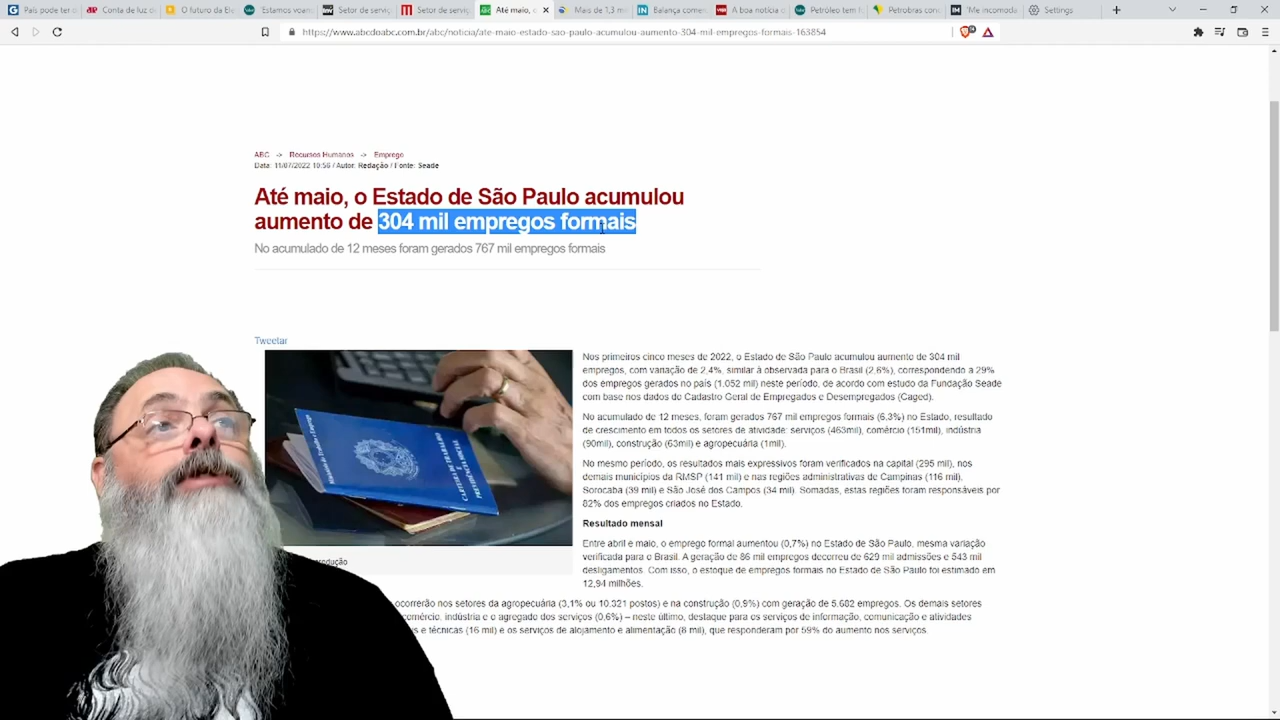 País pode ter d
Conta de luz d
O futuro da Ele
'Estamos voan
Setor de serviç
Setor de serviç
Até maio, o
Mais de 1,3 m
Balança comer
A boa notícia d
Petróleo tem f
Petrobras conc
'Me incomoda
Settings
https://www.abcdoabc.com.br/abc/noticia/ate-maio-estado-sao-paulo-acumulou-aumento-304-mil-empregos-formais-163854
ABC -> Recursos Humanos -> Emprego
Data: 11/07/2022 10:56 / Autor: Redação / Fonte: Seade
Até maio, o Estado de São Paulo acumulou
aumento de 304 mil empregos formais
No acumulado de 12 meses foram gerados 767 mil empregos formais
Tweetar
CARTEIRA DE TRABALHO
E
PREVIDÊNCIA SOCIAL
rodução
Nos primeiros cinco meses de 2022, o Estado de São Paulo acumulou aumento de 304 mil
empregos, com variação de 2,4%, similar à observada para o Brasil (2,6%), correspondendo a 29%
dos empregos gerados no país (1.052 mil) neste período, de acordo com estudo da Fundação Seade
com base nos dados do Cadastro Geral de Empregados e Desempregados (Caged).
No acumulado de 12 meses, foram gerados 767 mil empregos formais (6,3%) no Estado, resultado
de crescimento em todos os setores de atividade: serviços (463mil), comércio (151mil), indústria
(90mil), construção (63mil) e agropecuária (1mil).
No mesmo período, os resultados mais expressivos foram verificados na capital (295 mil), nos
demais municípios da RMSP (141 mil) e nas regiões administrativas de Campinas (116 mil),
Sorocaba (39 mil) e São José dos Campos (34 mil). Somadas, estas regiões foram responsáveis por
82% dos empregos criados no Estado.
Resultado mensal
Entre abril e maio, o emprego formal aumentou (0,7%) no Estado de São Paulo, mesma variação
verificada para o Brasil. A geração de 86 mil empregos decorreu de 629 mil admissões e 543 mil
desligamentos. Com isso, o estoque de empregos formais no Estado de São Paulo foi estimado em
12,94 milhões.
ocorrerão nos setores da agropecuária (3,1% ou 10.321 postos) e na construção (0,9%) com geração de 5.682 empregos. Os demais setores
comércio, indústria e o agregado dos serviços (0,6%) – neste último, destaque para os serviços de informação, comunicação e atividades
s e técnicas (16 mil) e os serviços de alojamento e alimentação (8 mil), que responderam por 59% do aumento nos serviços.